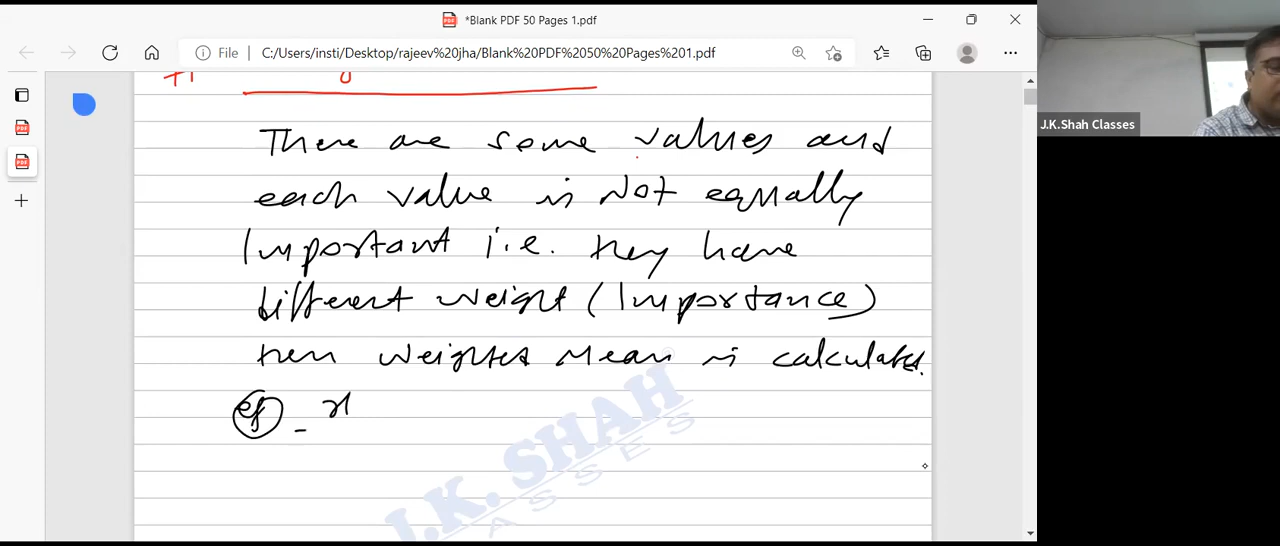 *Blank PDF 50 Pages 1.pdf
File C:/Users/insti/Desktop/rajeev%20jha/Blank%20PDF%2050%20Pages%201.pdf
J.K.Shah Classes
There are some values and
each value is Not equally
Important i.e. they have
different weight (Importance)
then weighted Mean is calculated.
eg
J.K. SHAH
ASSES